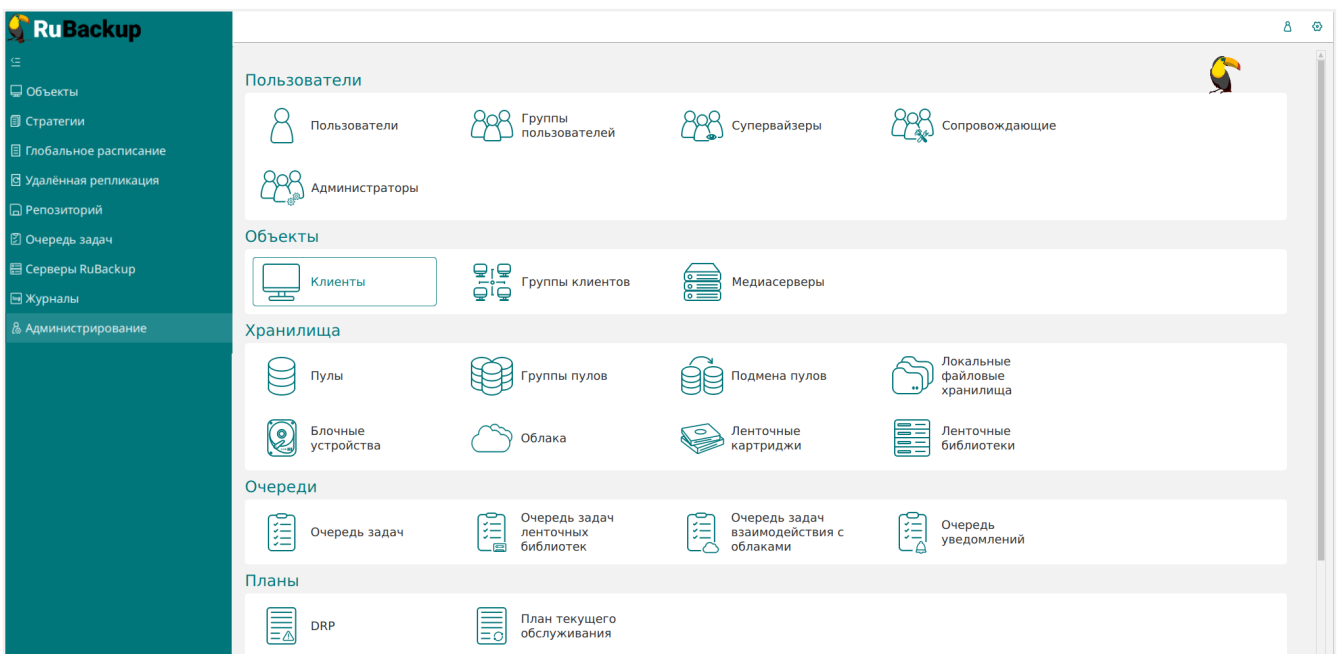 RuBackup
Объекты
Стратегии
Глобальное расписание
Удалённая репликация
Репозиторий
Очередь задач
Серверы RuBackup
Журналы
Администрирование
Пользователи
Пользователи
Группы
пользователей
Супервайзеры
Сопровождающие
Администраторы
Объекты
Клиенты
Группы клиентов
Медиасерверы
Хранилища
Пулы
Группы пулов
Подмена пулов
Локальные
файловые
хранилища
Блочные
устройства
Облака
Ленточные
картриджи
Ленточные
библиотеки
Очереди
Очередь задач
Очередь задач
ленточных
библиотек
Очередь задач
взаимодействия с
облаками
Очередь
уведомлений
Планы
DRP
План текущего
обслуживания